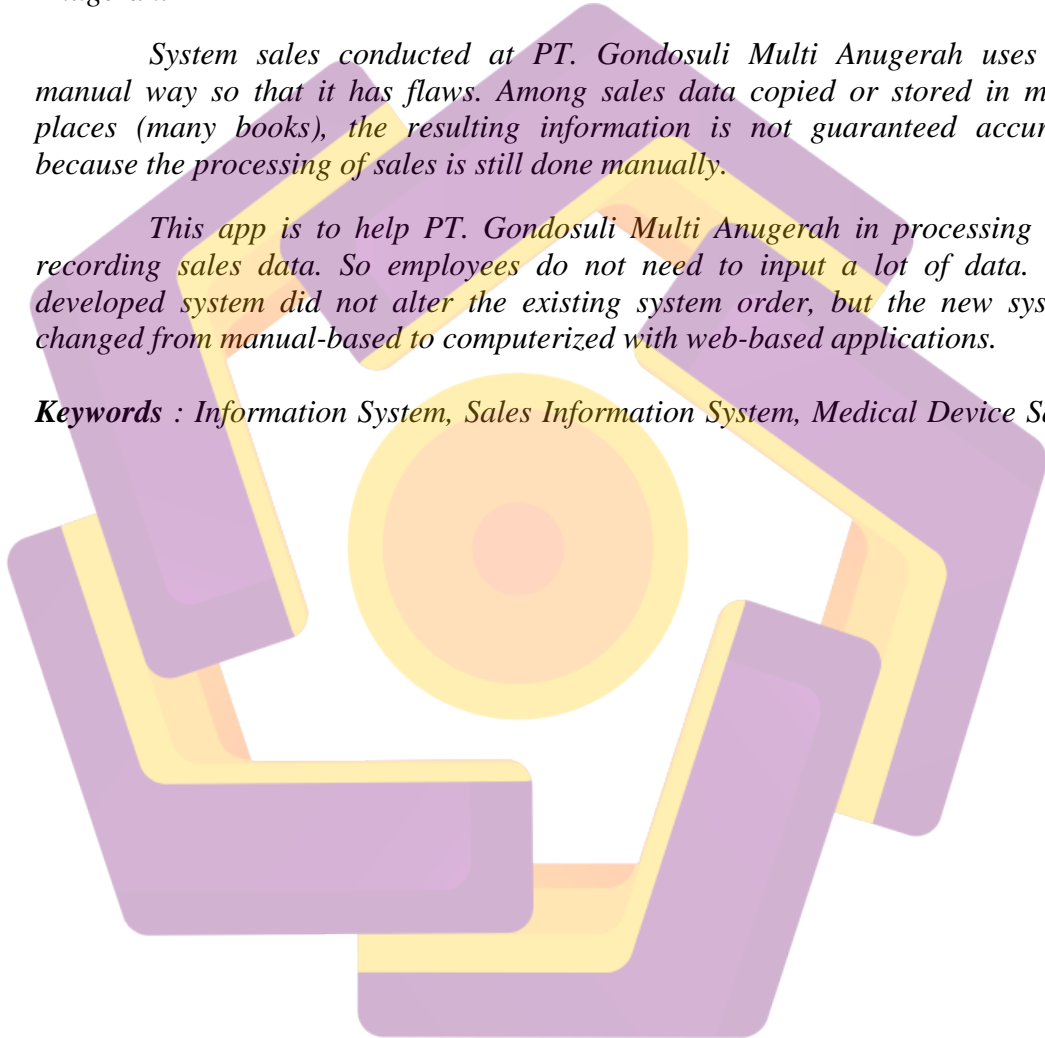 System sales conducted at PT. Gondosuli Multi Anugerah uses
manual way so that it has flaws. Among sales data copied or stored in m
places (many books), the resulting information is not guaranteed accur
because the processing of sales is still done manually.
This app is to help PT. Gondosuli Multi Anugerah in processing
recording sales data. So employees do not need to input a lot of data.
developed system did not alter the existing system order, but the new sys
changed from manual-based to computerized with web-based applications.
Keywords : Information System, Sales Information System, Medical Device